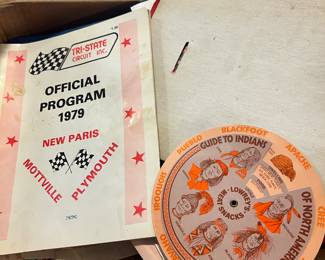 TRI-STATE
CIRCUIT INC.
OFFICIAL
PROGRAM
1979
NEW PARIS
MOTTVILLE
PLYMOUTH
GUIDE TO INDIANS
OF NORTH AMERICA
LOWREY'S
MEAT SNACKS
NAVAHO
IROQUOIS
PUEBLO
BLACKFOOT
APACHE
CREE